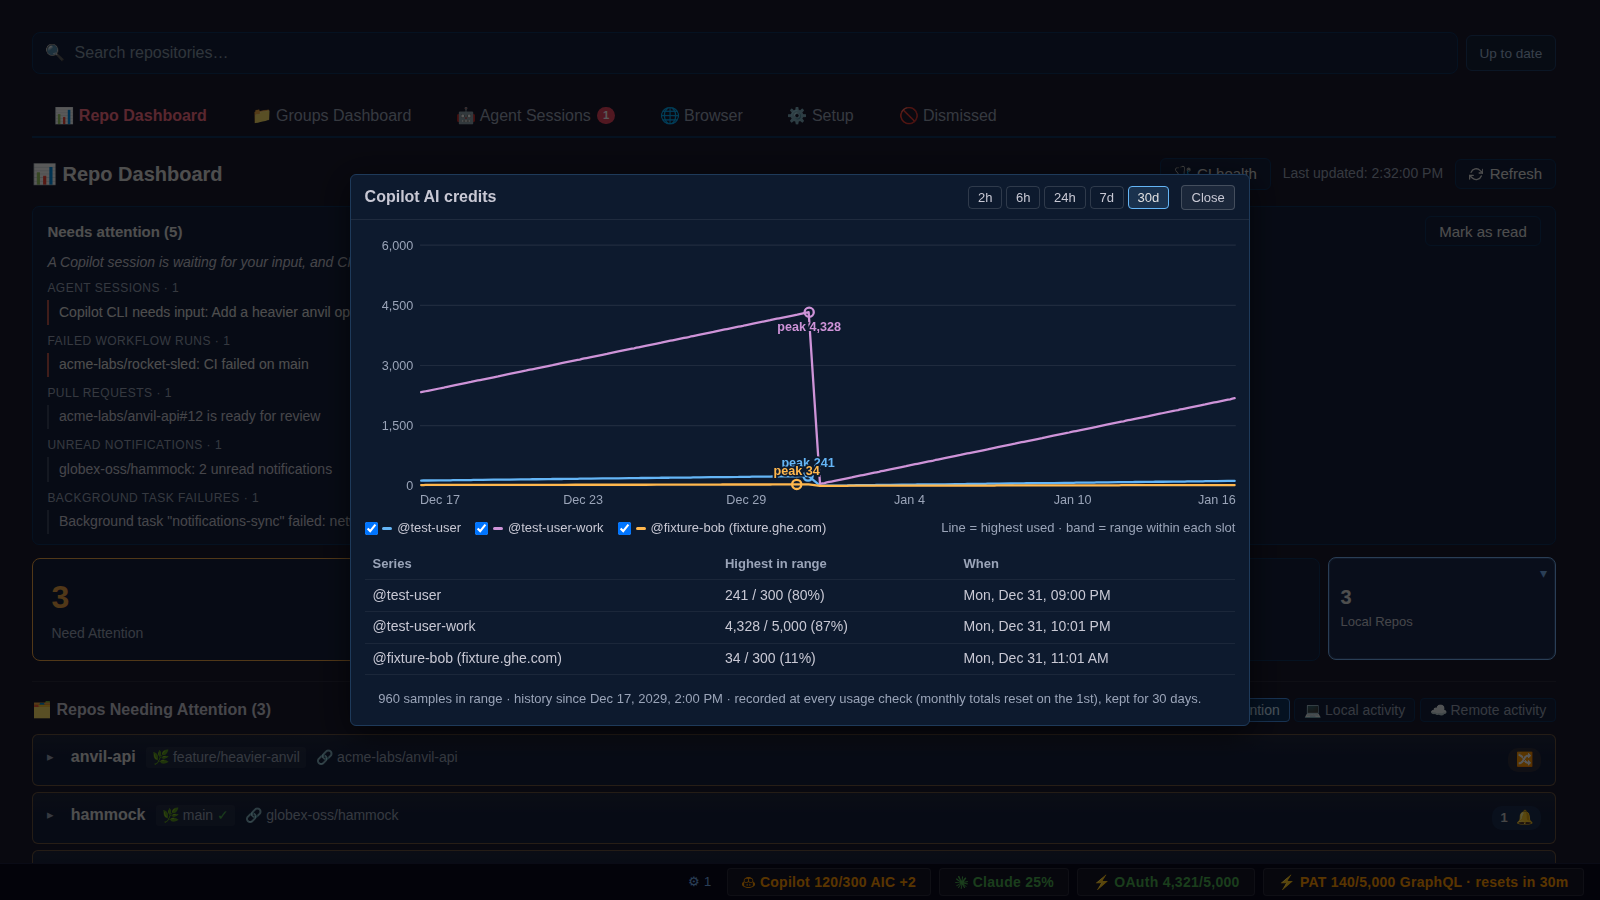 Search repositories…
Up to date
Repo Dashboard
Groups Dashboard
Agent Sessions 1
Browser
Setup
Dismissed
Repo Dashboard
CI health
Last updated: 2:32:00 PM
Refresh
Needs attention (5)
Mark as read
A Copilot session is waiting for your input, and CI
AGENT SESSIONS · 1
Copilot CLI needs input: Add a heavier anvil op
FAILED WORKFLOW RUNS · 1
acme-labs/rocket-sled: CI failed on main
PULL REQUESTS · 1
acme-labs/anvil-api#12 is ready for review
UNREAD NOTIFICATIONS · 1
globex-oss/hammock: 2 unread notifications
BACKGROUND TASK FAILURES · 1
Background task "notifications-sync" failed: net
Copilot AI credits
2h
6h
24h
7d
30d
Close
6,000
4,500
3,000
1,500
0
peak 4,328
peak 241
peak 34
Dec 17
Dec 23
Dec 29
Jan 4
Jan 10
Jan 16
@test-user
@test-user-work
@fixture-bob (fixture.ghe.com)
Line = highest used · band = range within each slot
Series Highest in range When
@test-user 241 / 300 (80%) Mon, Dec 31, 09:00 PM
@test-user-work 4,328 / 5,000 (87%) Mon, Dec 31, 10:01 PM
@fixture-bob (fixture.ghe.com) 34 / 300 (11%) Mon, Dec 31, 11:01 AM
960 samples in range · history since Dec 17, 2029, 2:00 PM · recorded at every usage check (monthly totals reset on the 1st), kept for 30 days.
3
Need Attention
3
Local Repos
Repos Needing Attention (3)
Local activity
Remote activity
anvil-api feature/heavier-anvil acme-labs/anvil-api
hammock main ✓ globex-oss/hammock
1
1
Copilot 120/300 AIC +2
Claude 25%
OAuth 4,321/5,000
PAT 140/5,000 GraphQL · resets in 30m